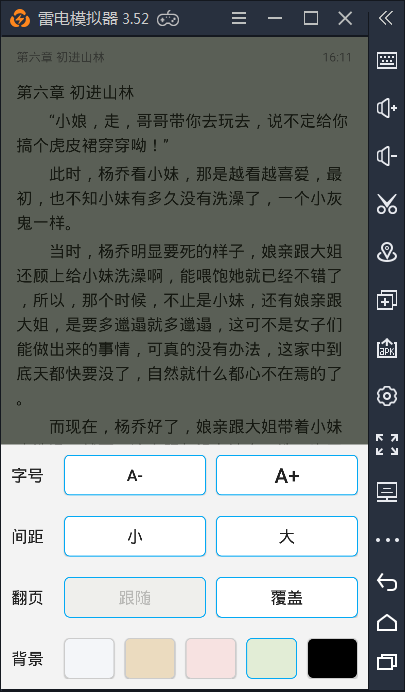 雷电模拟器 3.52
第六章 初进山林 16:11
第六章 初进山林
“小娘，走，哥哥带你去玩去，说不定给你
搞个虎皮裙穿穿呦！”
此时，杨乔看小妹，那是越看越喜爱，最
初，也不知小妹有多久没有洗澡了，一个小灰
鬼一样。
当时，杨乔明显要死的样子，娘亲跟大姐
还顾上给小妹洗澡啊，能喂饱她就已经不错了
，所以，那个时候，不止是小妹，还有娘亲跟
大姐，是要多邋遢就多邋遢，这可不是女子们
能做出来的事情，可真的没有办法，这家中到
底天都快要没了，自然就什么都心不在焉的了
。
而现在，杨乔好了，娘亲跟大姐带着小妹
字号 A- A+
间距 小 大
翻页 跟随 覆盖
背景
APK